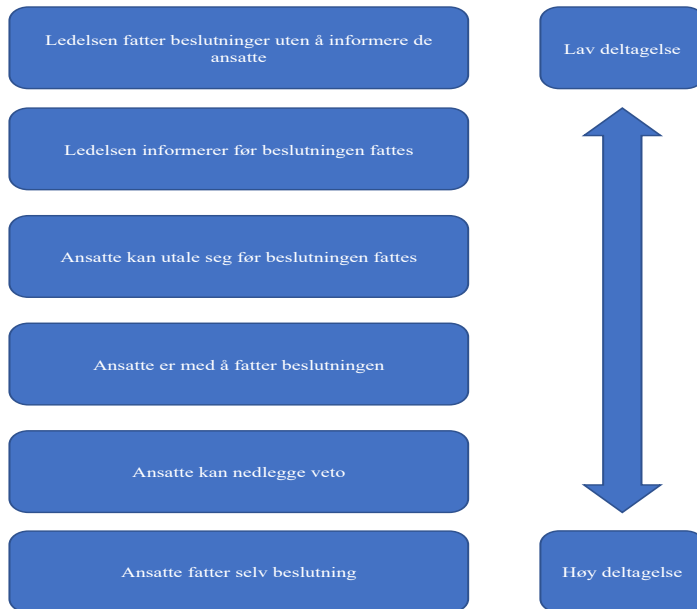 Ledelsen fatter beslutninger uten å informere de
ansatte
Lav deltagelse
Ledelsen informerer før beslutningen fattes
Ansatte kan utale seg før beslutningen fattes
Ansatte er med å fatter beslutningen
Ansatte kan nedlegge veto
Ansatte fatter selv beslutning
Høy deltagelse